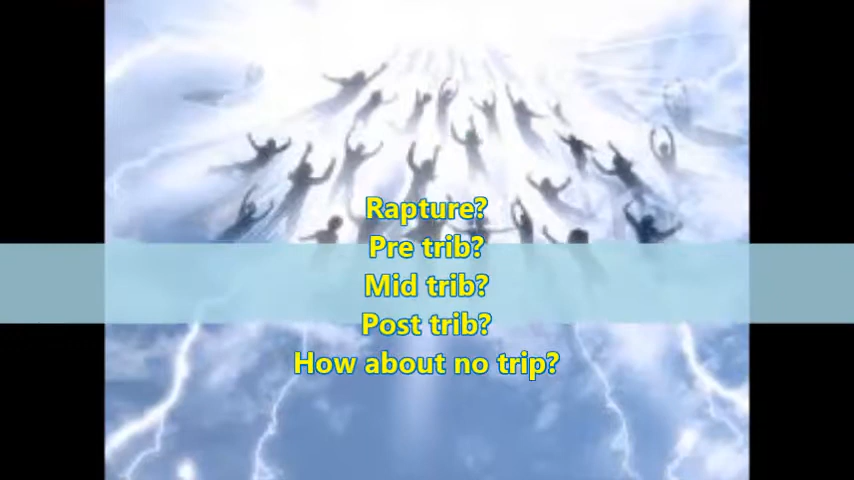 Rapture?
Pre trib?
Mid trib?
Post trib?
How about no trip?